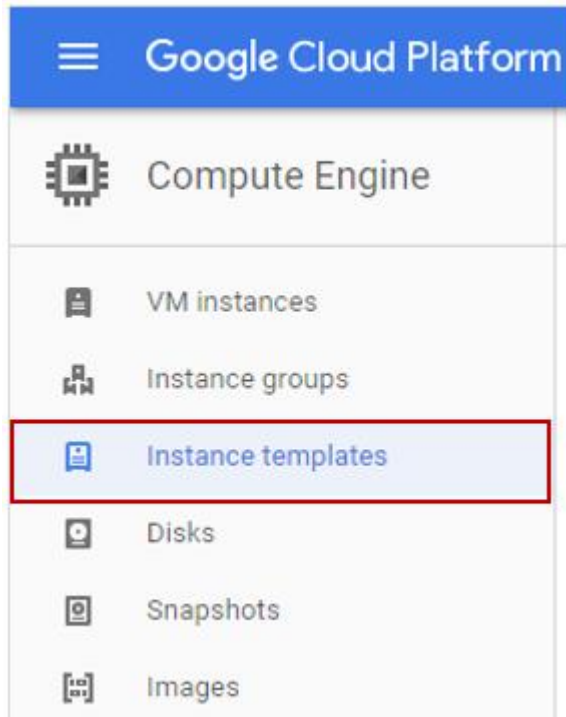 Google Cloud Platform
Compute Engine
VM instances
Instance groups
Instance templates
Disks
Snapshots
Images